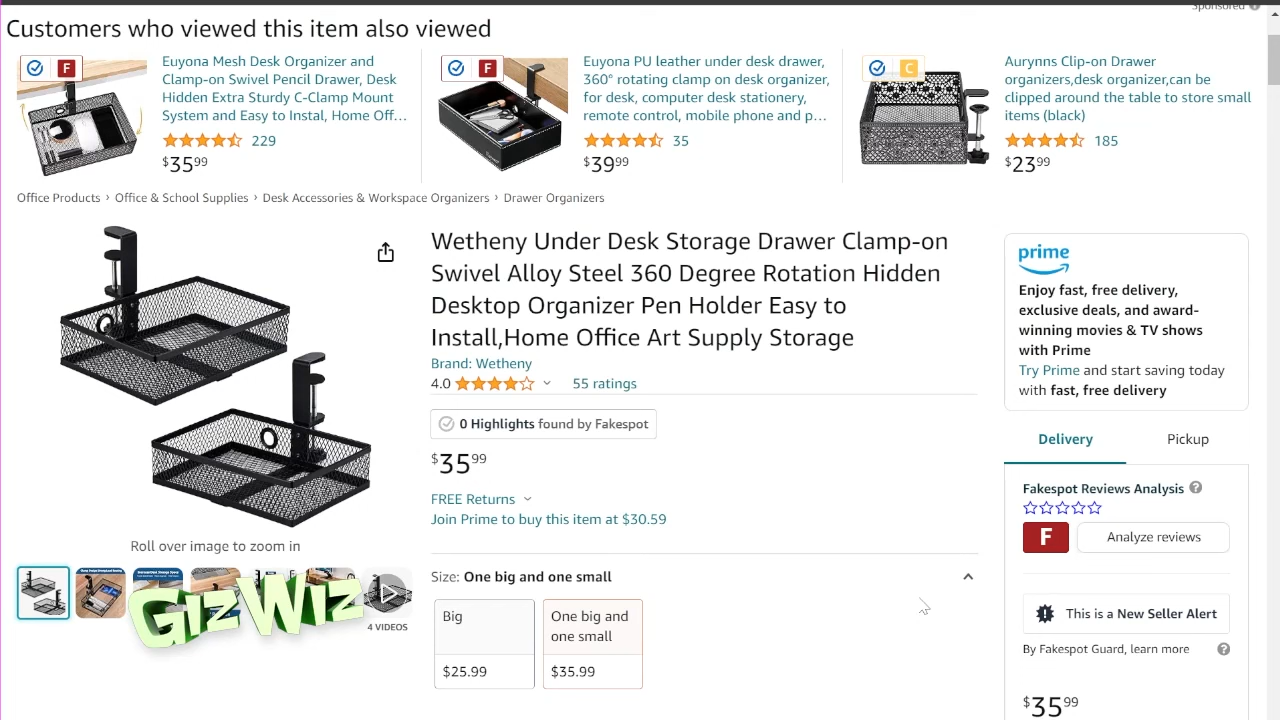 Sponsored
Customers who viewed this item also viewed
F
Euyona Mesh Desk Organizer and
Clamp-on Swivel Pencil Drawer, Desk
Hidden Extra Sturdy C-Clamp Mount
System and Easy to Instal, Home Off...
229
$35.99
F
Euyona PU leather under desk drawer,
360° rotating clamp on desk organizer,
for desk, computer desk stationery,
remote control, mobile phone and p...
35
$39.99
C
Aurynns Clip-on Drawer
organizers,desk organizer,can be
clipped around the table to store small
items (black)
185
$23.99
Office Products › Office & School Supplies › Desk Accessories & Workspace Organizers › Drawer Organizers
Wetheny Under Desk Storage Drawer Clamp-on
Swivel Alloy Steel 360 Degree Rotation Hidden
Desktop Organizer Pen Holder Easy to
Install,Home Office Art Supply Storage
Brand: Wetheny
4.0
55 ratings
0 Highlights found by Fakespot
$35.99
FREE Returns
Join Prime to buy this item at $30.59
Roll over image to zoom in
GizWiz
4 VIDEOS
Size: One big and one small
Big
$25.99
One big and
one small
$35.99
prime
Enjoy fast, free delivery,
exclusive deals, and award-
winning movies & TV shows
with Prime
Try Prime and start saving today
with fast, free delivery
Delivery
Pickup
Fakespot Reviews Analysis
F
Analyze reviews
This is a New Seller Alert
By Fakespot Guard, learn more
$35.99